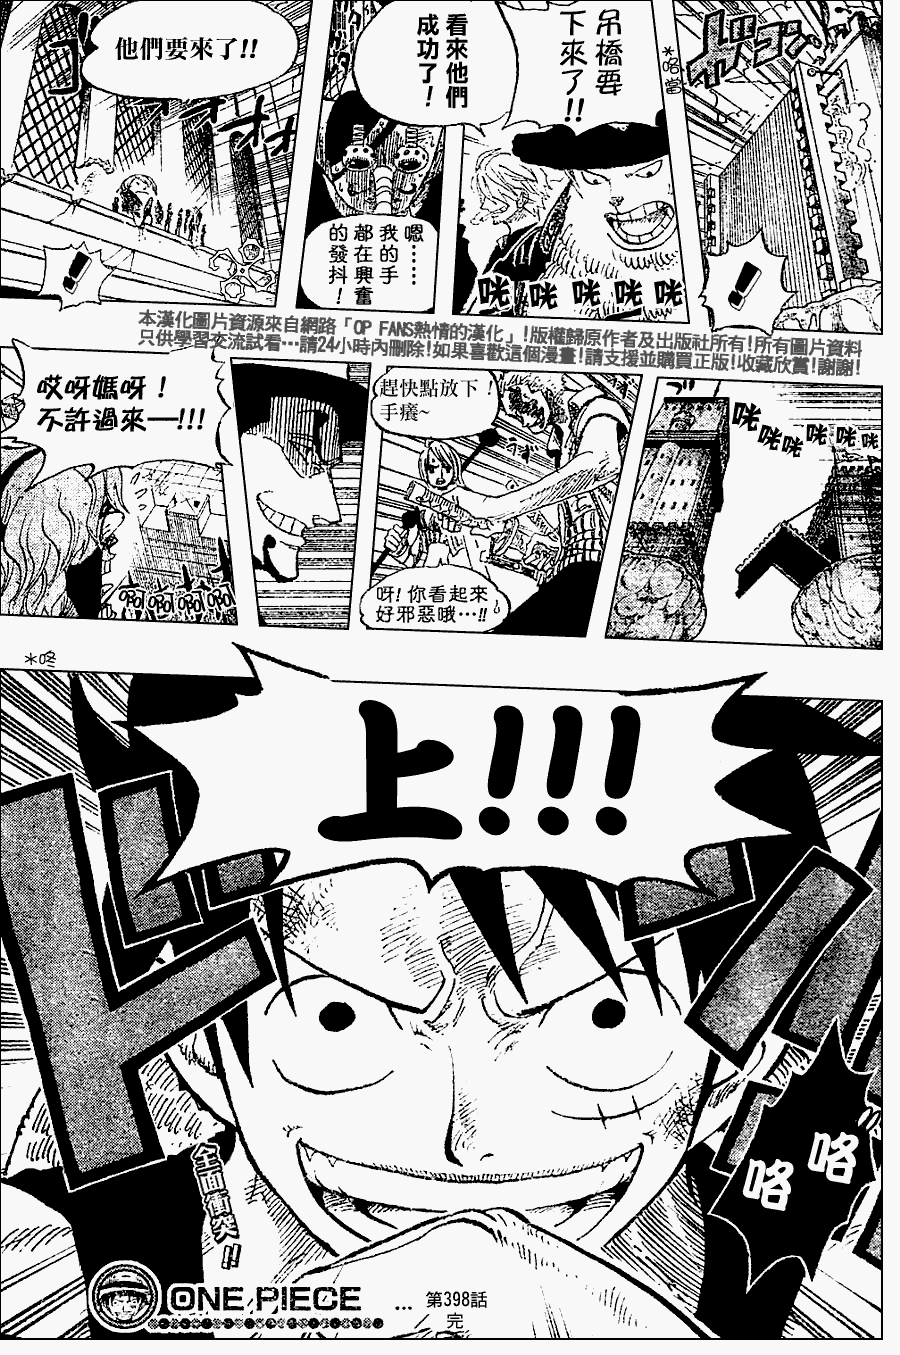 吊橋要
下來了!!
*咯當
ガゴコン
看來他們
成功了!
他們要來了!!
嗯……
我的手
都在興奮
的發抖!
!
咣 咣 咣 咣
!
本漢化圖片資源來自網路「OP FANS熱情的漢化」!版權歸原作者及出版社所有!所有圖片資料
只供學習交流試看…請24小時內刪除!如果喜歡這個漫畫!請支援並購買正版!收藏欣賞!謝謝!
咣 咣 咣 咣 咣 咣
趕快點放下!
手癢~
呀!你看起來
好邪惡哦…!!
哎呀媽呀!
不許過來—!!!
*咚
上!!!
ド
咯 咯
全面衝突!!
ONE PIECE
… 第398話
完